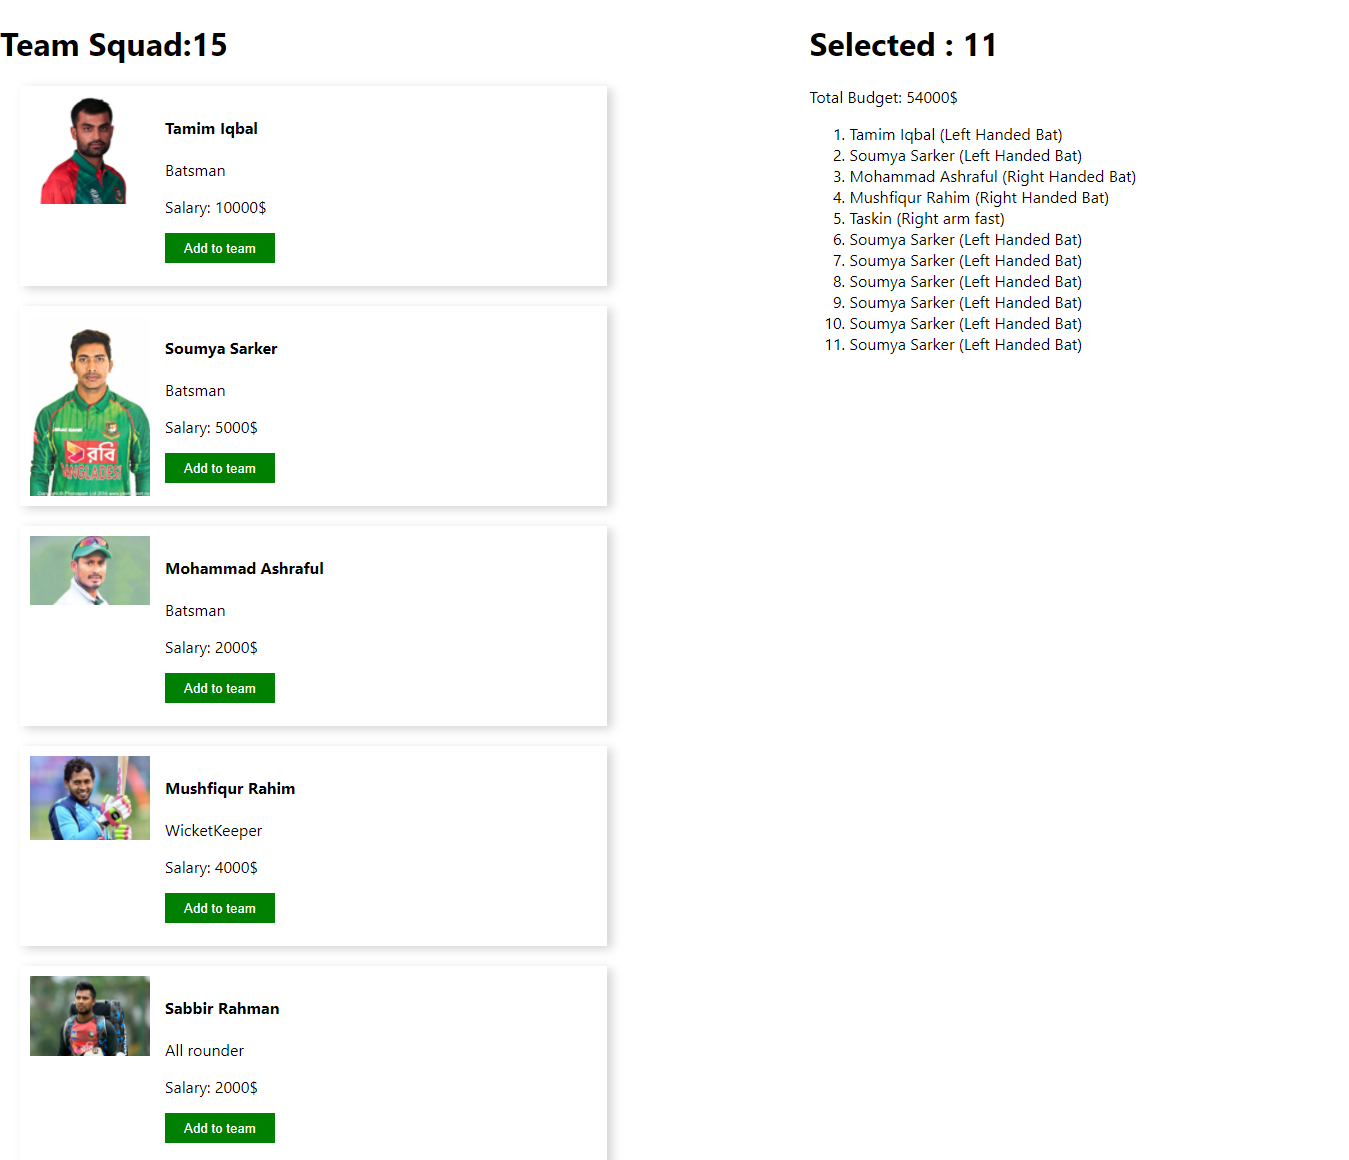 Team Squad:15
Tamim Iqbal
Batsman
Salary: 10000$
Add to team
Soumya Sarker
Batsman
Salary: 5000$
Add to team
রবি
BANGLADESH
Mohammad Ashraful
Batsman
Salary: 2000$
Add to team
Mushfiqur Rahim
WicketKeeper
Salary: 4000$
Add to team
Sabbir Rahman
All rounder
Salary: 2000$
Add to team
Selected : 11
Total Budget: 54000$
1. Tamim Iqbal (Left Handed Bat)
2. Soumya Sarker (Left Handed Bat)
3. Mohammad Ashraful (Right Handed Bat)
4. Mushfiqur Rahim (Right Handed Bat)
5. Taskin (Right arm fast)
6. Soumya Sarker (Left Handed Bat)
7. Soumya Sarker (Left Handed Bat)
8. Soumya Sarker (Left Handed Bat)
9. Soumya Sarker (Left Handed Bat)
10. Soumya Sarker (Left Handed Bat)
11. Soumya Sarker (Left Handed Bat)